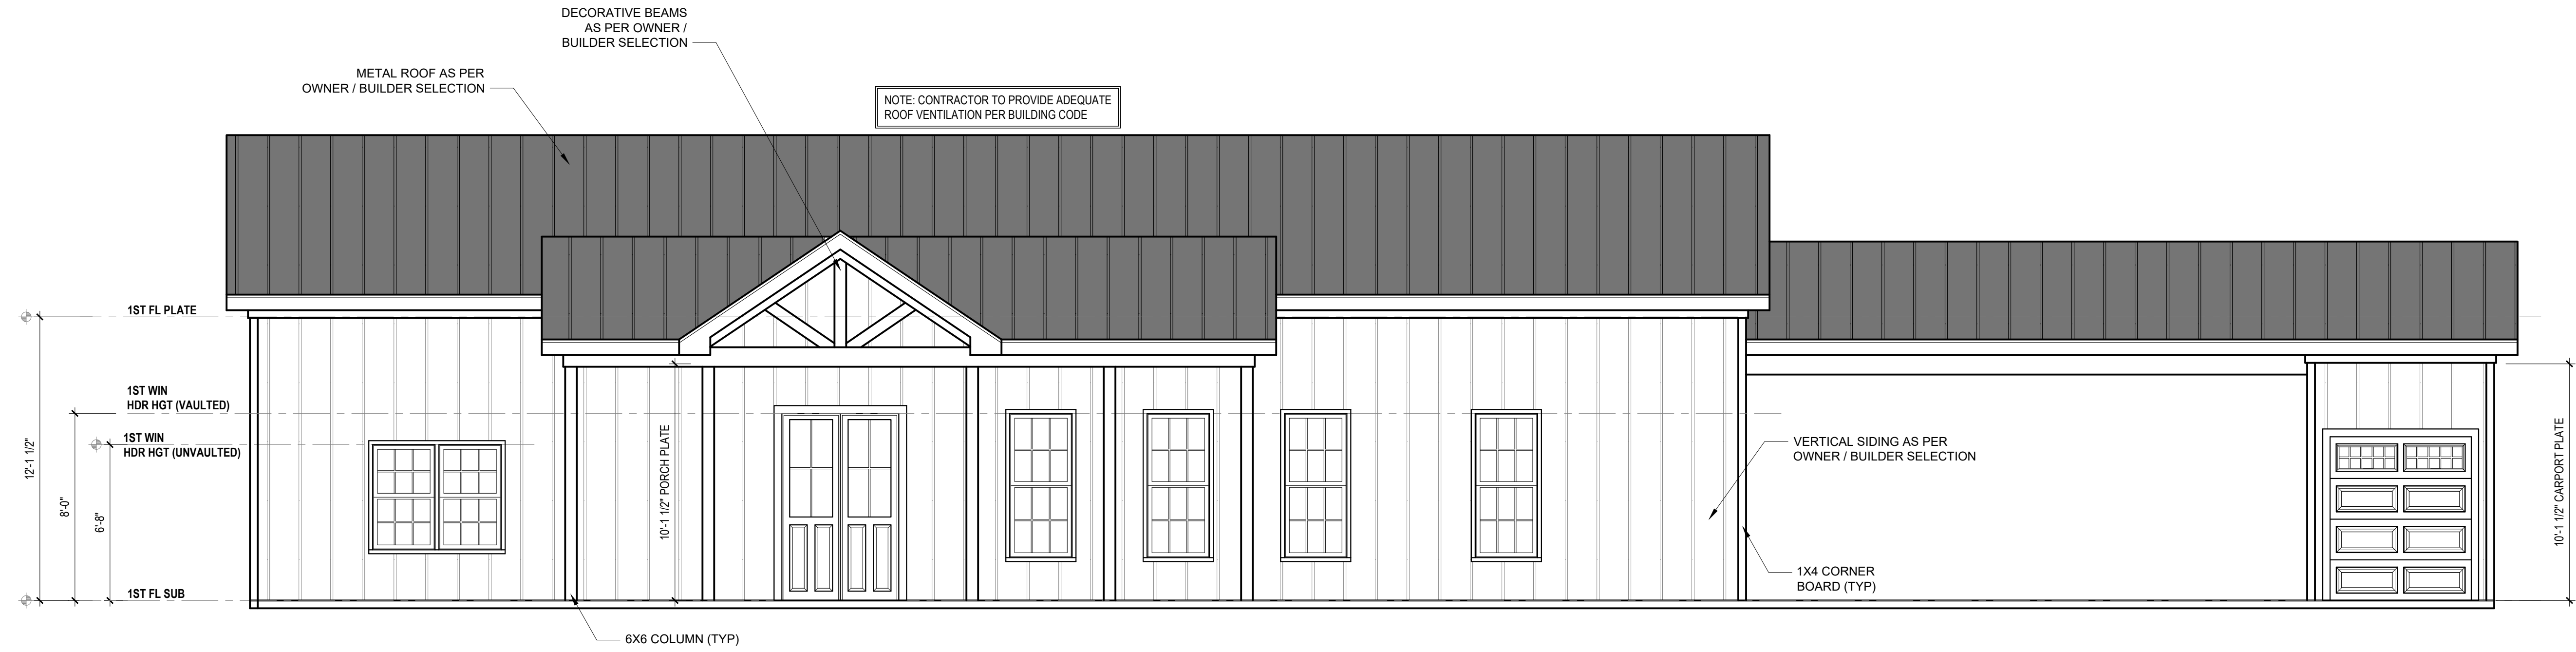 DECORATIVE BEAMS
AS PER OWNER /
BUILDER SELECTION
METAL ROOF AS PER
OWNER / BUILDER SELECTION
NOTE: CONTRACTOR TO PROVIDE ADEQUATE
ROOF VENTILATION PER BUILDING CODE
1ST FL PLATE
1ST WIN
HDR HGT (VAULTED)
1ST WIN
HDR HGT (UNVAULTED)
12'-1 1/2"
8'-0"
6'-8"
1ST FL SUB
10'-1 1/2" PORCH PLATE
VERTICAL SIDING AS PER
OWNER / BUILDER SELECTION
1X4 CORNER
BOARD (TYP)
10'-1 1/2" CARPORT PLATE
6X6 COLUMN (TYP)